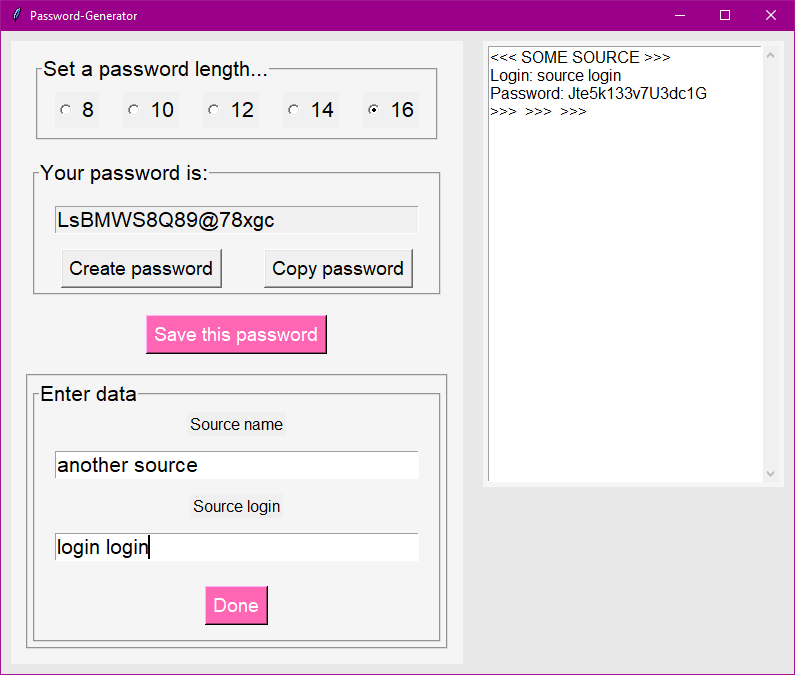 Password-Generator
Set a password length...
8 10 12 14 16
Your password is:
LsBMWS8Q89@78xgc
Create password Copy password
Save this password
Enter data
Source name
another source
Source login
login login
Done
<<< SOME SOURCE >>>
Login: source login
Password: Jte5k133v7U3dc1G
>>> >>> >>>